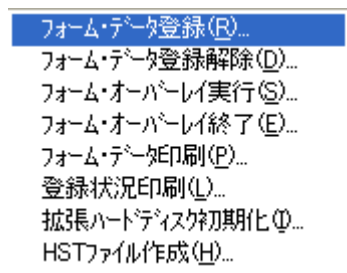 フォーム・データ登録(R)...
フォーム・データ登録解除(D)...
フォーム・オーバーレイ実行(S)...
フォーム・オーバーレイ終了(E)...
フォーム・データ印刷(P)...
登録状況印刷(L)...
拡張ハードディスク初期化(I)...
HSTファイル作成(H)...